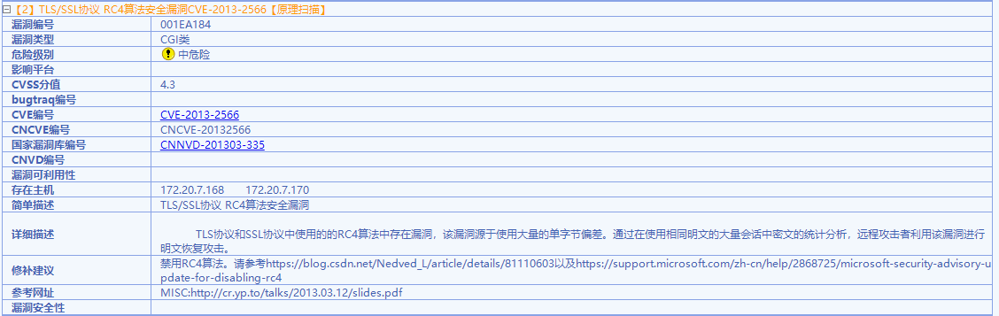 【2】TLS/SSL协议 RC4算法安全漏洞CVE-2013-2566【原理扫描】
漏洞编号 001EA184
漏洞类型 CGI类
危险级别 中危险
影响平台
CVSS分值 4.3
bugtraq编号
CVE编号 CVE-2013-2566
CNCVE编号 CNCVE-20132566
国家漏洞库编号 CNNVD-201303-335
CNVD编号
漏洞可利用性
存在主机 172.20.7.168 172.20.7.170
简单描述 TLS/SSL协议 RC4算法安全漏洞
详细描述 TLS协议和SSL协议中使用的的RC4算法中存在漏洞，该漏洞源于使用大量的单字节偏差。通过在使用相同明文的大量会话中密文的统计分析，远程攻击者利用该漏洞进行
明文恢复攻击。
修补建议 禁用RC4算法。请参考https://blog.csdn.net/Nedved_L/article/details/81110603以及https://support.microsoft.com/zh-cn/help/2868725/microsoft-security-advisory-u
pdate-for-disabling-rc4
参考网址 MISC:http://cr.yp.to/talks/2013.03.12/slides.pdf
漏洞安全性